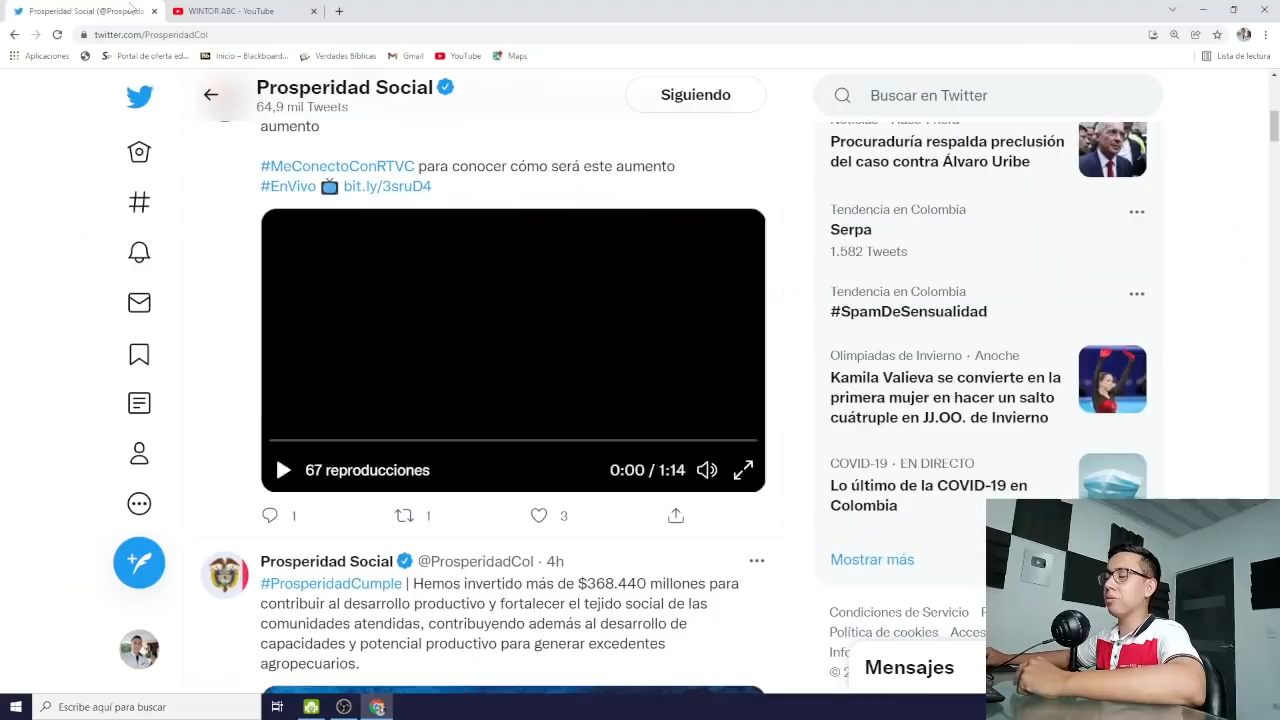 Prosperidad Social (@Prosperida
WINTOR ABC - YouTube
twitter.com/ProsperidadCol
Aplicaciones
Portal de oferta ed...
Inicio – Blackboard...
Verdades Bíblicas
Gmail
YouTube
Maps
Lista de lectura
Prosperidad Social
64,9 mil Tweets
Siguiendo
Buscar en Twitter
aumento
#MeConectoConRTVC para conocer cómo será este aumento
#EnVivo bit.ly/3sruD4
67 reproducciones
0:00 / 1:14
1
1
3
Prosperidad Social @ProsperidadCol · 4h
#ProsperidadCumple | Hemos invertido más de $368.440 millones para
contribuir al desarrollo productivo y fortalecer el tejido social de las
comunidades atendidas, contribuyendo además al desarrollo de
capacidades y potencial productivo para generar excedentes
agropecuarios.
Procuraduría respalda preclusión
del caso contra Álvaro Uribe
Tendencia en Colombia
Serpa
1.582 Tweets
Tendencia en Colombia
#SpamDeSensualidad
Olimpiadas de Invierno · Anoche
Kamila Valieva se convierte en la
primera mujer en hacer un salto
cuátruple en JJ.OO. de Invierno
COVID-19 · EN DIRECTO
Lo último de la COVID-19 en
Colombia
Mostrar más
Condiciones de Servicio
Política de cookies
Mensajes
Escribe aquí para buscar